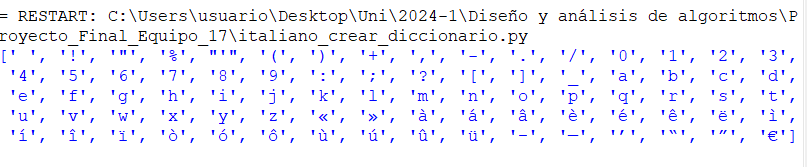 = RESTART: C:\Users\usuario\Desktop\Uni\2024-1\Diseño y análisis de algoritmos\P
royecto_Final_Equipo_17\italiano_crear_diccionario.py
[' ', '!', '"', '%', "'", '(', ')', '+', ',', '-', '.', '/', '0', '1', '2', '3',
'4', '5', '6', '7', '8', '9', ':', ';', '?', '[', ']', '_', 'a', 'b', 'c', 'd',
'e', 'f', 'g', 'h', 'i', 'j', 'k', 'l', 'm', 'n', 'o', 'p', 'q', 'r', 's', 't',
'u', 'v', 'w', 'x', 'y', 'z', '«', '»', 'à', 'á', 'â', 'è', 'é', 'ê', 'ë', 'ì',
'í', 'î', 'ï', 'ò', 'ó', 'ô', 'ù', 'ú', 'û', 'ü', '–', '—', '’', '“', '”', '€']